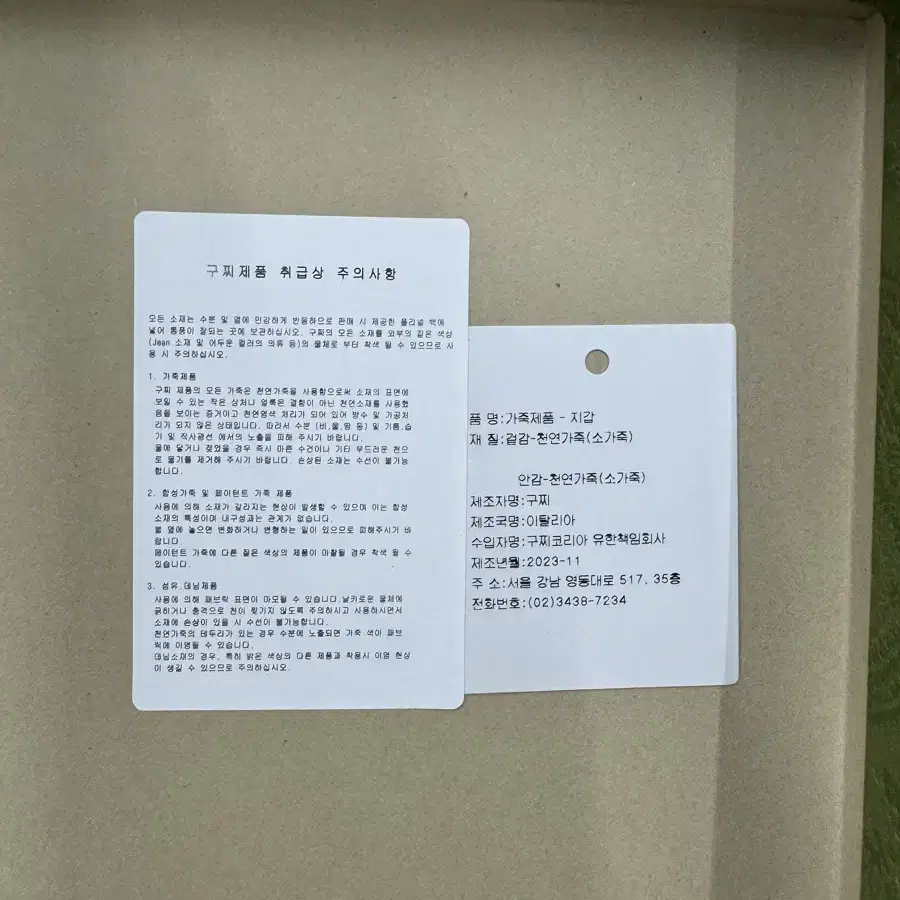 구찌제품 취급상 주의사항
모든 소재는 수분 및 열에 민감하게 반응하므로 판매 시 제공한 플라넬 백에
넣어 통풍이 잘되는 곳에 보관하십시오. 구찌의 모든 소재를 외부의 짙은 색상
(Jean 소재 및 어두운 컬러의 의류 등)의 물체로 부터 착색 될 수 있으므로 사
용 시 주의하십시오.
1. 가죽제품
구찌 제품의 모든 가죽은 천연가죽을 사용함으로써 소재의 표면에
보일 수 있는 작은 상처나 얼룩은 결함이 아닌 천연소재를 사용했
음을 보이는 증거이고 천연염색 처리가 되어 있어 방수 및 가공처
리가 되지 않은 상태입니다. 따라서 수분 (비,물,땀 등) 및 기름,습
기 및 직사광선 에서의 노출을 피해 주시기 바랍니다.
물에 닿거나 젖었을 경우 즉시 마른 수건이나 기타 부드러운 천으
로 물기를 제거해 주시기 바랍니다. 손상된 소재는 수선이 불가능
합니다.
2. 합성가죽 및 페이턴트 가죽 제품
사용에 의해 소재가 갈라지는 현상이 발생할 수 있으며 이는 합성
소재의 특성이며 내구성과는 관계가 없습니다.
불 옆에 놓으면 변화하거나 변형하는 일이 있으므로 피해주시기 바
랍니다.
페이턴트 가죽에 다른 짙은 색상의 제품이 마찰될 경우 착색 될 수
있습니다.
3. 섬유,데님제품
사용에 의해 패브릭 표면이 마모될 수 있습니다.날카로운 물체에
긁히거나 충격으로 천이 찢기지 않도록 주의하시고 사용하시면서
소재에 손상이 있을 시 수선이 불가능합니다.
천연가죽의 테두리가 있는 경우 수분에 노출되면 가죽 색이 패브
릭에 이염될 수 있습니다.
데님소재의 경우, 특히 밝은 색상의 다른 제품과 착용시 이염 현상
이 생길 수 있으므로 주의하십시오.
품 명:가죽제품 - 지갑
재 질:겉감-천연가죽(소가죽)
안감-천연가죽(소가죽)
제조자명:구찌
제조국명:이탈리아
수입자명:구찌코리아 유한책임회사
제조년월:2023-11
주 소:서울 강남 영동대로 517, 35층
전화번호:(02)3438-7234